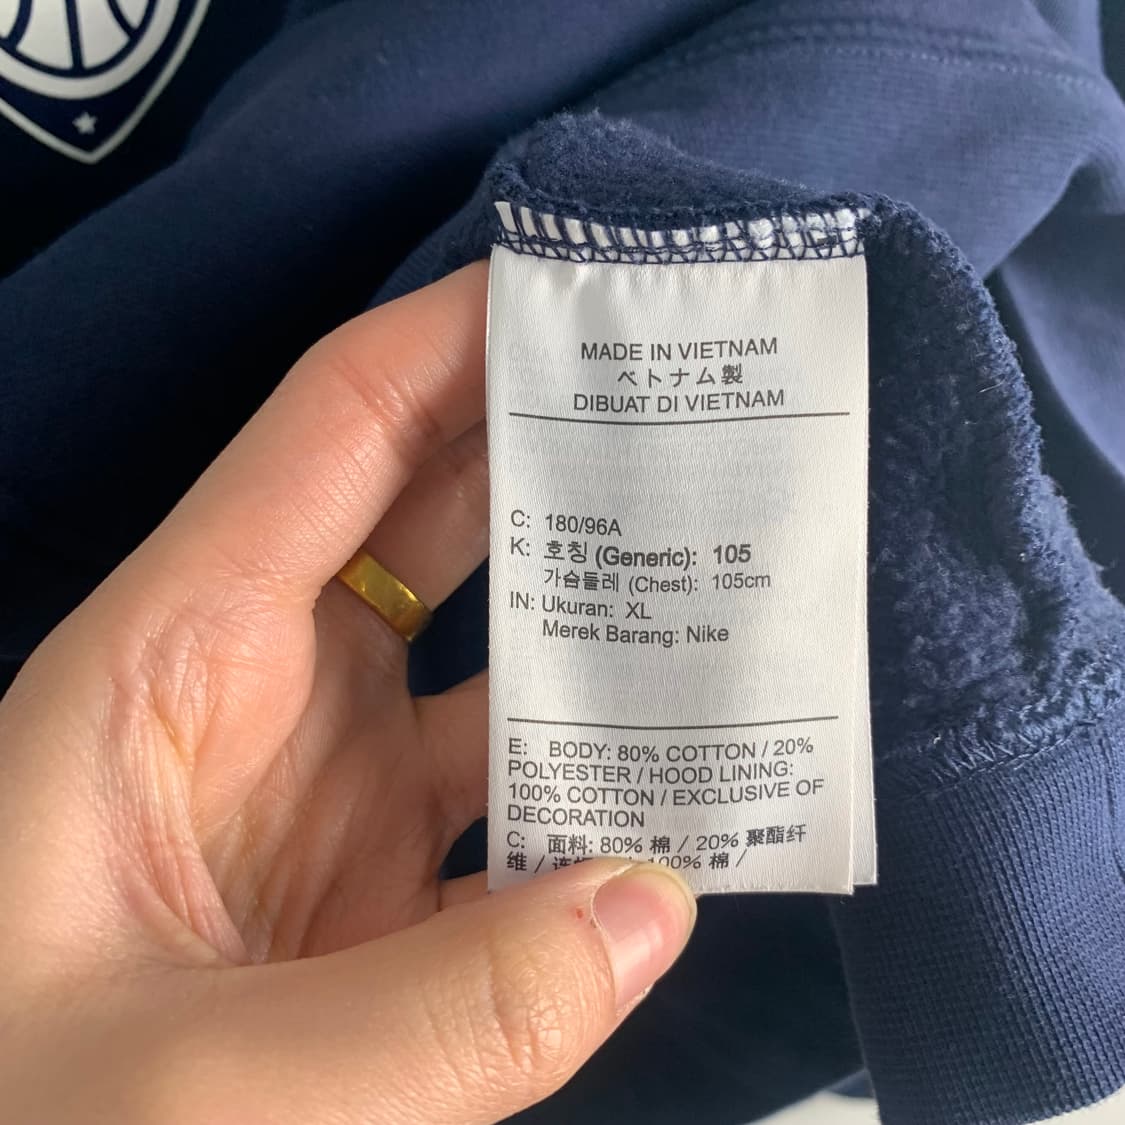 MADE IN VIETNAM
ベトナム製
DIBUAT DI VIETNAM
C: 180/96A
K: 호칭 (Generic): 105
가슴둘레 (Chest): 105cm
IN: Ukuran: XL
Merek Barang: Nike
E: BODY: 80% COTTON / 20%
POLYESTER / HOOD LINING:
100% COTTON / EXCLUSIVE OF
DECORATION
C: 面料: 80% 棉 / 20% 聚酯纤
维 / 100% 棉 /